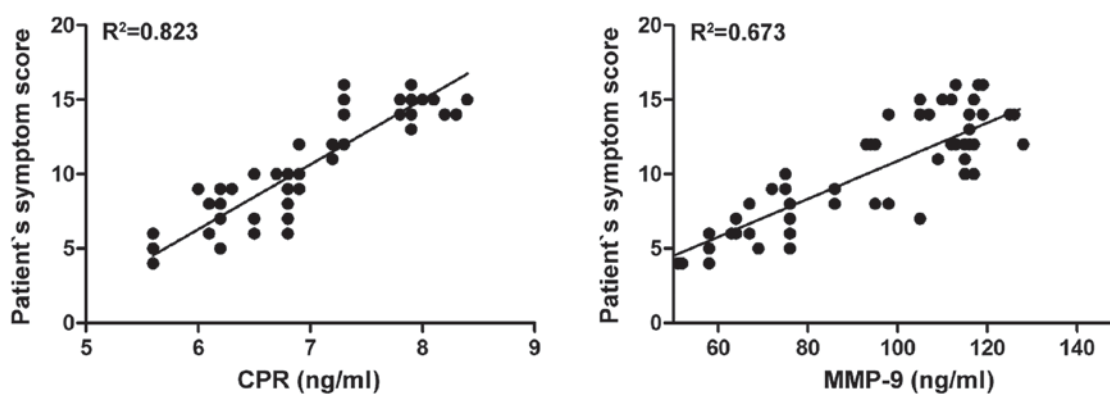 R²=0.823
Patient`s symptom score
20
15
10
5
0
5 6 7 8 9
CPR (ng/ml)
R²=0.673
Patient`s symptom score
20
15
10
5
0
60 80 100 120 140
MMP-9 (ng/ml)